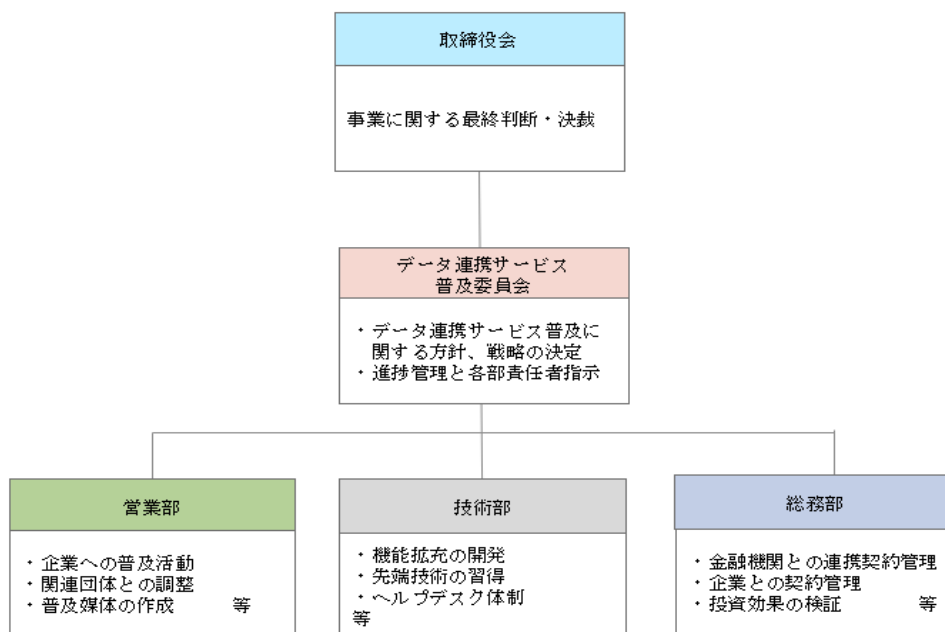 取締役会
事業に関する最終判断・決裁
データ連携サービス
普及委員会
・データ連携サービス普及に
関する方針、戦略の決定
・進捗管理と各部責任者指示
営業部
・企業への普及活動
・関連団体との調整
・普及媒体の作成　　等
技術部
・機能拡充の開発
・先端技術の習得
・ヘルプデスク体制
等
総務部
・金融機関との連携契約管理
・企業との契約管理
・投資効果の検証　　　　等